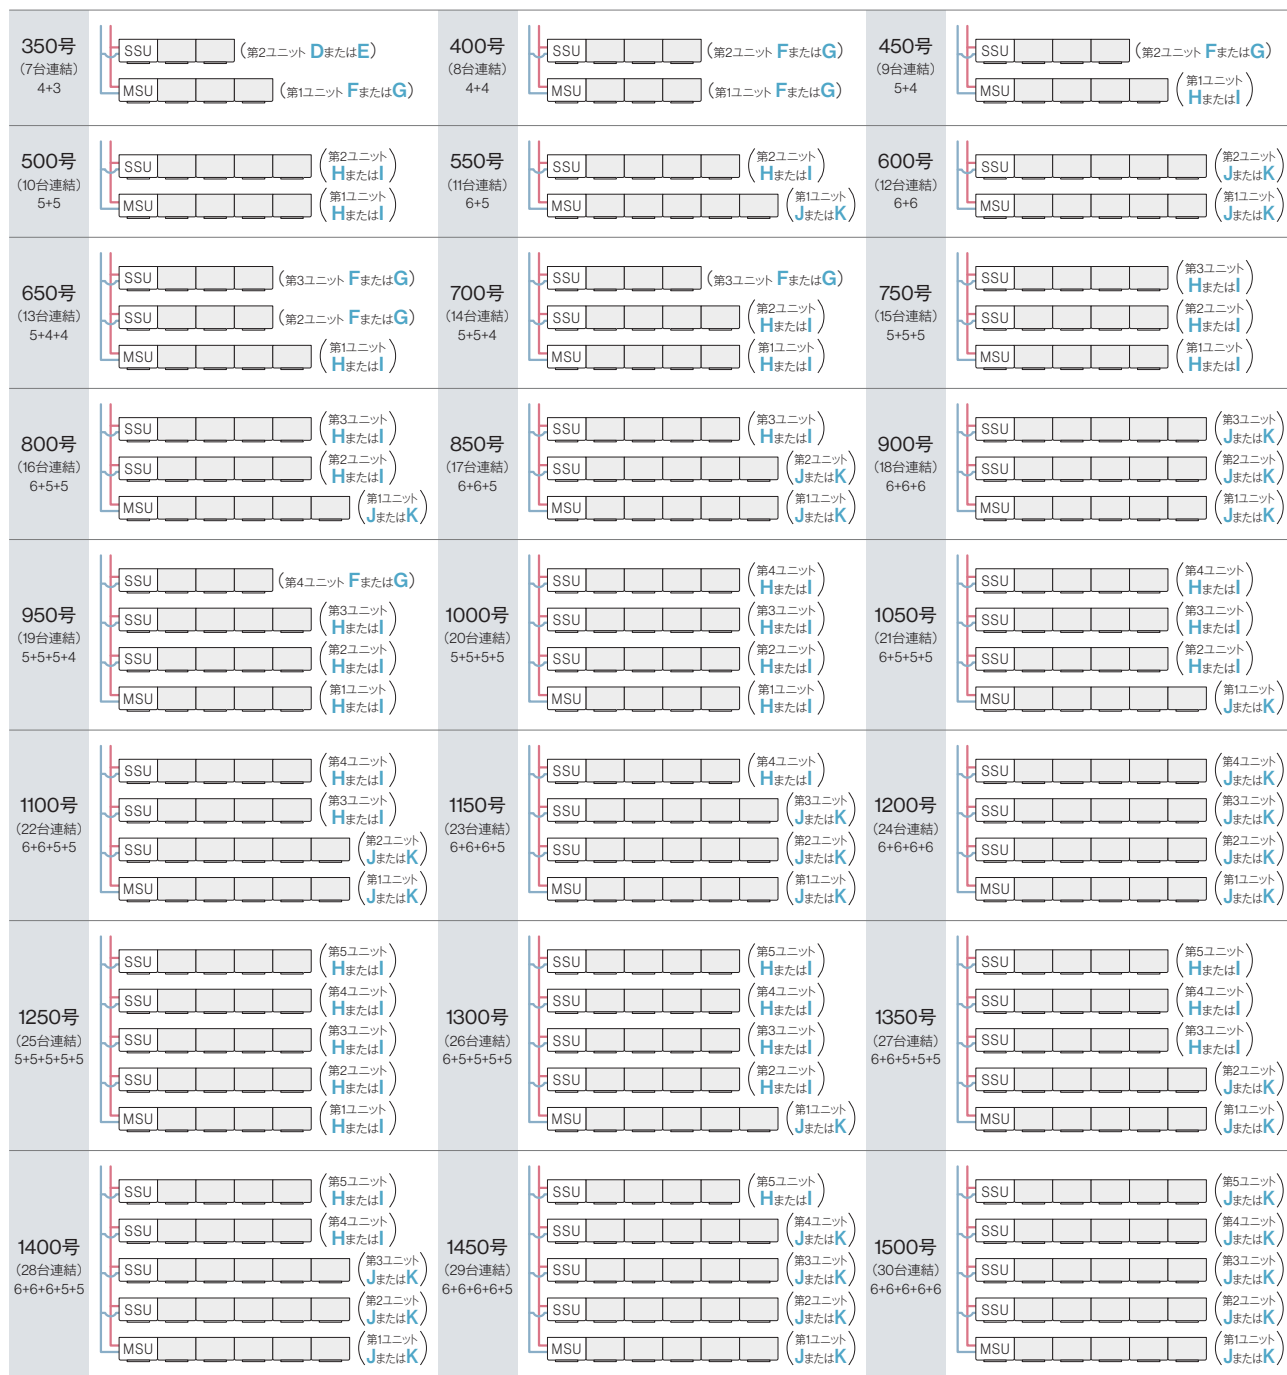 350号
(7台連結)
4+3
SSU (第2ユニット DまたはE)
MSU (第1ユニット FまたはG)
400号
(8台連結)
4+4
SSU (第2ユニット FまたはG)
MSU (第1ユニット FまたはG)
450号
(9台連結)
5+4
SSU (第2ユニット FまたはG)
MSU (第1ユニット
HまたはI)
500号
(10台連結)
5+5
SSU (第2ユニット
HまたはI)
MSU (第1ユニット
HまたはI)
550号
(11台連結)
6+5
SSU (第2ユニット
HまたはI)
MSU (第1ユニット
JまたはK)
600号
(12台連結)
6+6
SSU (第2ユニット
JまたはK)
MSU (第1ユニット
JまたはK)
650号
(13台連結)
5+4+4
SSU (第3ユニット FまたはG)
SSU (第2ユニット FまたはG)
MSU (第1ユニット
HまたはI)
700号
(14台連結)
5+5+4
SSU (第3ユニット FまたはG)
SSU (第2ユニット
HまたはI)
MSU (第1ユニット
HまたはI)
750号
(15台連結)
5+5+5
SSU (第3ユニット
HまたはI)
SSU (第2ユニット
HまたはI)
MSU (第1ユニット
HまたはI)
800号
(16台連結)
6+5+5
SSU (第3ユニット
HまたはI)
SSU (第2ユニット
HまたはI)
MSU (第1ユニット
JまたはK)
850号
(17台連結)
6+6+5
SSU (第3ユニット
HまたはI)
SSU (第2ユニット
JまたはK)
MSU (第1ユニット
JまたはK)
900号
(18台連結)
6+6+6
SSU (第3ユニット
JまたはK)
SSU (第2ユニット
JまたはK)
MSU (第1ユニット
JまたはK)
950号
(19台連結)
5+5+5+4
SSU (第4ユニット FまたはG)
SSU (第3ユニット
HまたはI)
SSU (第2ユニット
HまたはI)
MSU (第1ユニット
HまたはI)
1000号
(20台連結)
5+5+5+5
SSU (第4ユニット
HまたはI)
SSU (第3ユニット
HまたはI)
SSU (第2ユニット
HまたはI)
MSU (第1ユニット
HまたはI)
1050号
(21台連結)
6+5+5+5
SSU (第4ユニット
HまたはI)
SSU (第3ユニット
HまたはI)
SSU (第2ユニット
HまたはI)
MSU (第1ユニット
JまたはK)
1100号
(22台連結)
6+6+5+5
SSU (第4ユニット
HまたはI)
SSU (第3ユニット
HまたはI)
SSU (第2ユニット
JまたはK)
MSU (第1ユニット
JまたはK)
1150号
(23台連結)
6+6+6+5
SSU (第4ユニット
HまたはI)
SSU (第3ユニット
JまたはK)
SSU (第2ユニット
JまたはK)
MSU (第1ユニット
JまたはK)
1200号
(24台連結)
6+6+6+6
SSU (第4ユニット
JまたはK)
SSU (第3ユニット
JまたはK)
SSU (第2ユニット
JまたはK)
MSU (第1ユニット
JまたはK)
1250号
(25台連結)
5+5+5+5+5
SSU (第5ユニット
HまたはI)
SSU (第4ユニット
HまたはI)
SSU (第3ユニット
HまたはI)
SSU (第2ユニット
HまたはI)
MSU (第1ユニット
HまたはI)
1300号
(26台連結)
6+5+5+5+5
SSU (第5ユニット
HまたはI)
SSU (第4ユニット
HまたはI)
SSU (第3ユニット
HまたはI)
SSU (第2ユニット
HまたはI)
MSU (第1ユニット
JまたはK)
1350号
(27台連結)
6+6+5+5+5
SSU (第5ユニット
HまたはI)
SSU (第4ユニット
HまたはI)
SSU (第3ユニット
HまたはI)
SSU (第2ユニット
JまたはK)
MSU (第1ユニット
JまたはK)
1400号
(28台連結)
6+6+6+5+5
SSU (第5ユニット
HまたはI)
SSU (第4ユニット
HまたはI)
SSU (第3ユニット
JまたはK)
SSU (第2ユニット
JまたはK)
MSU (第1ユニット
JまたはK)
1450号
(29台連結)
6+6+6+6+5
SSU (第5ユニット
HまたはI)
SSU (第4ユニット
JまたはK)
SSU (第3ユニット
JまたはK)
SSU (第2ユニット
JまたはK)
MSU (第1ユニット
JまたはK)
1500号
(30台連結)
6+6+6+6+6
SSU (第5ユニット
JまたはK)
SSU (第4ユニット
JまたはK)
SSU (第3ユニット
JまたはK)
SSU (第2ユニット
JまたはK)
MSU (第1ユニット
JまたはK)